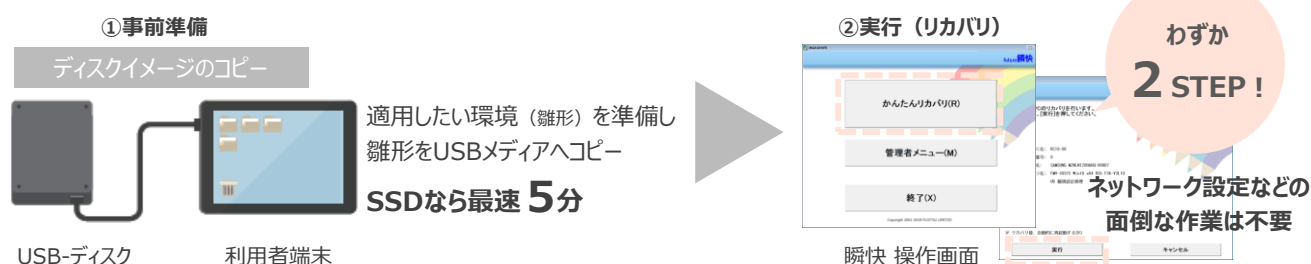 ①事前準備
ディスクイメージのコピー
適用したい環境（雛形）を準備し
雛形をUSBメディアへコピー
SSDなら最速 5分
USB-ディスク
利用者端末
②実行（リカバリ）
瞬快
かんたんリカバリ(R)
管理者メニュー(M)
終了(X)
わずか
2 STEP！
ネットワーク設定などの
面倒な作業は不要
実行
キャンセル
瞬快 操作画面